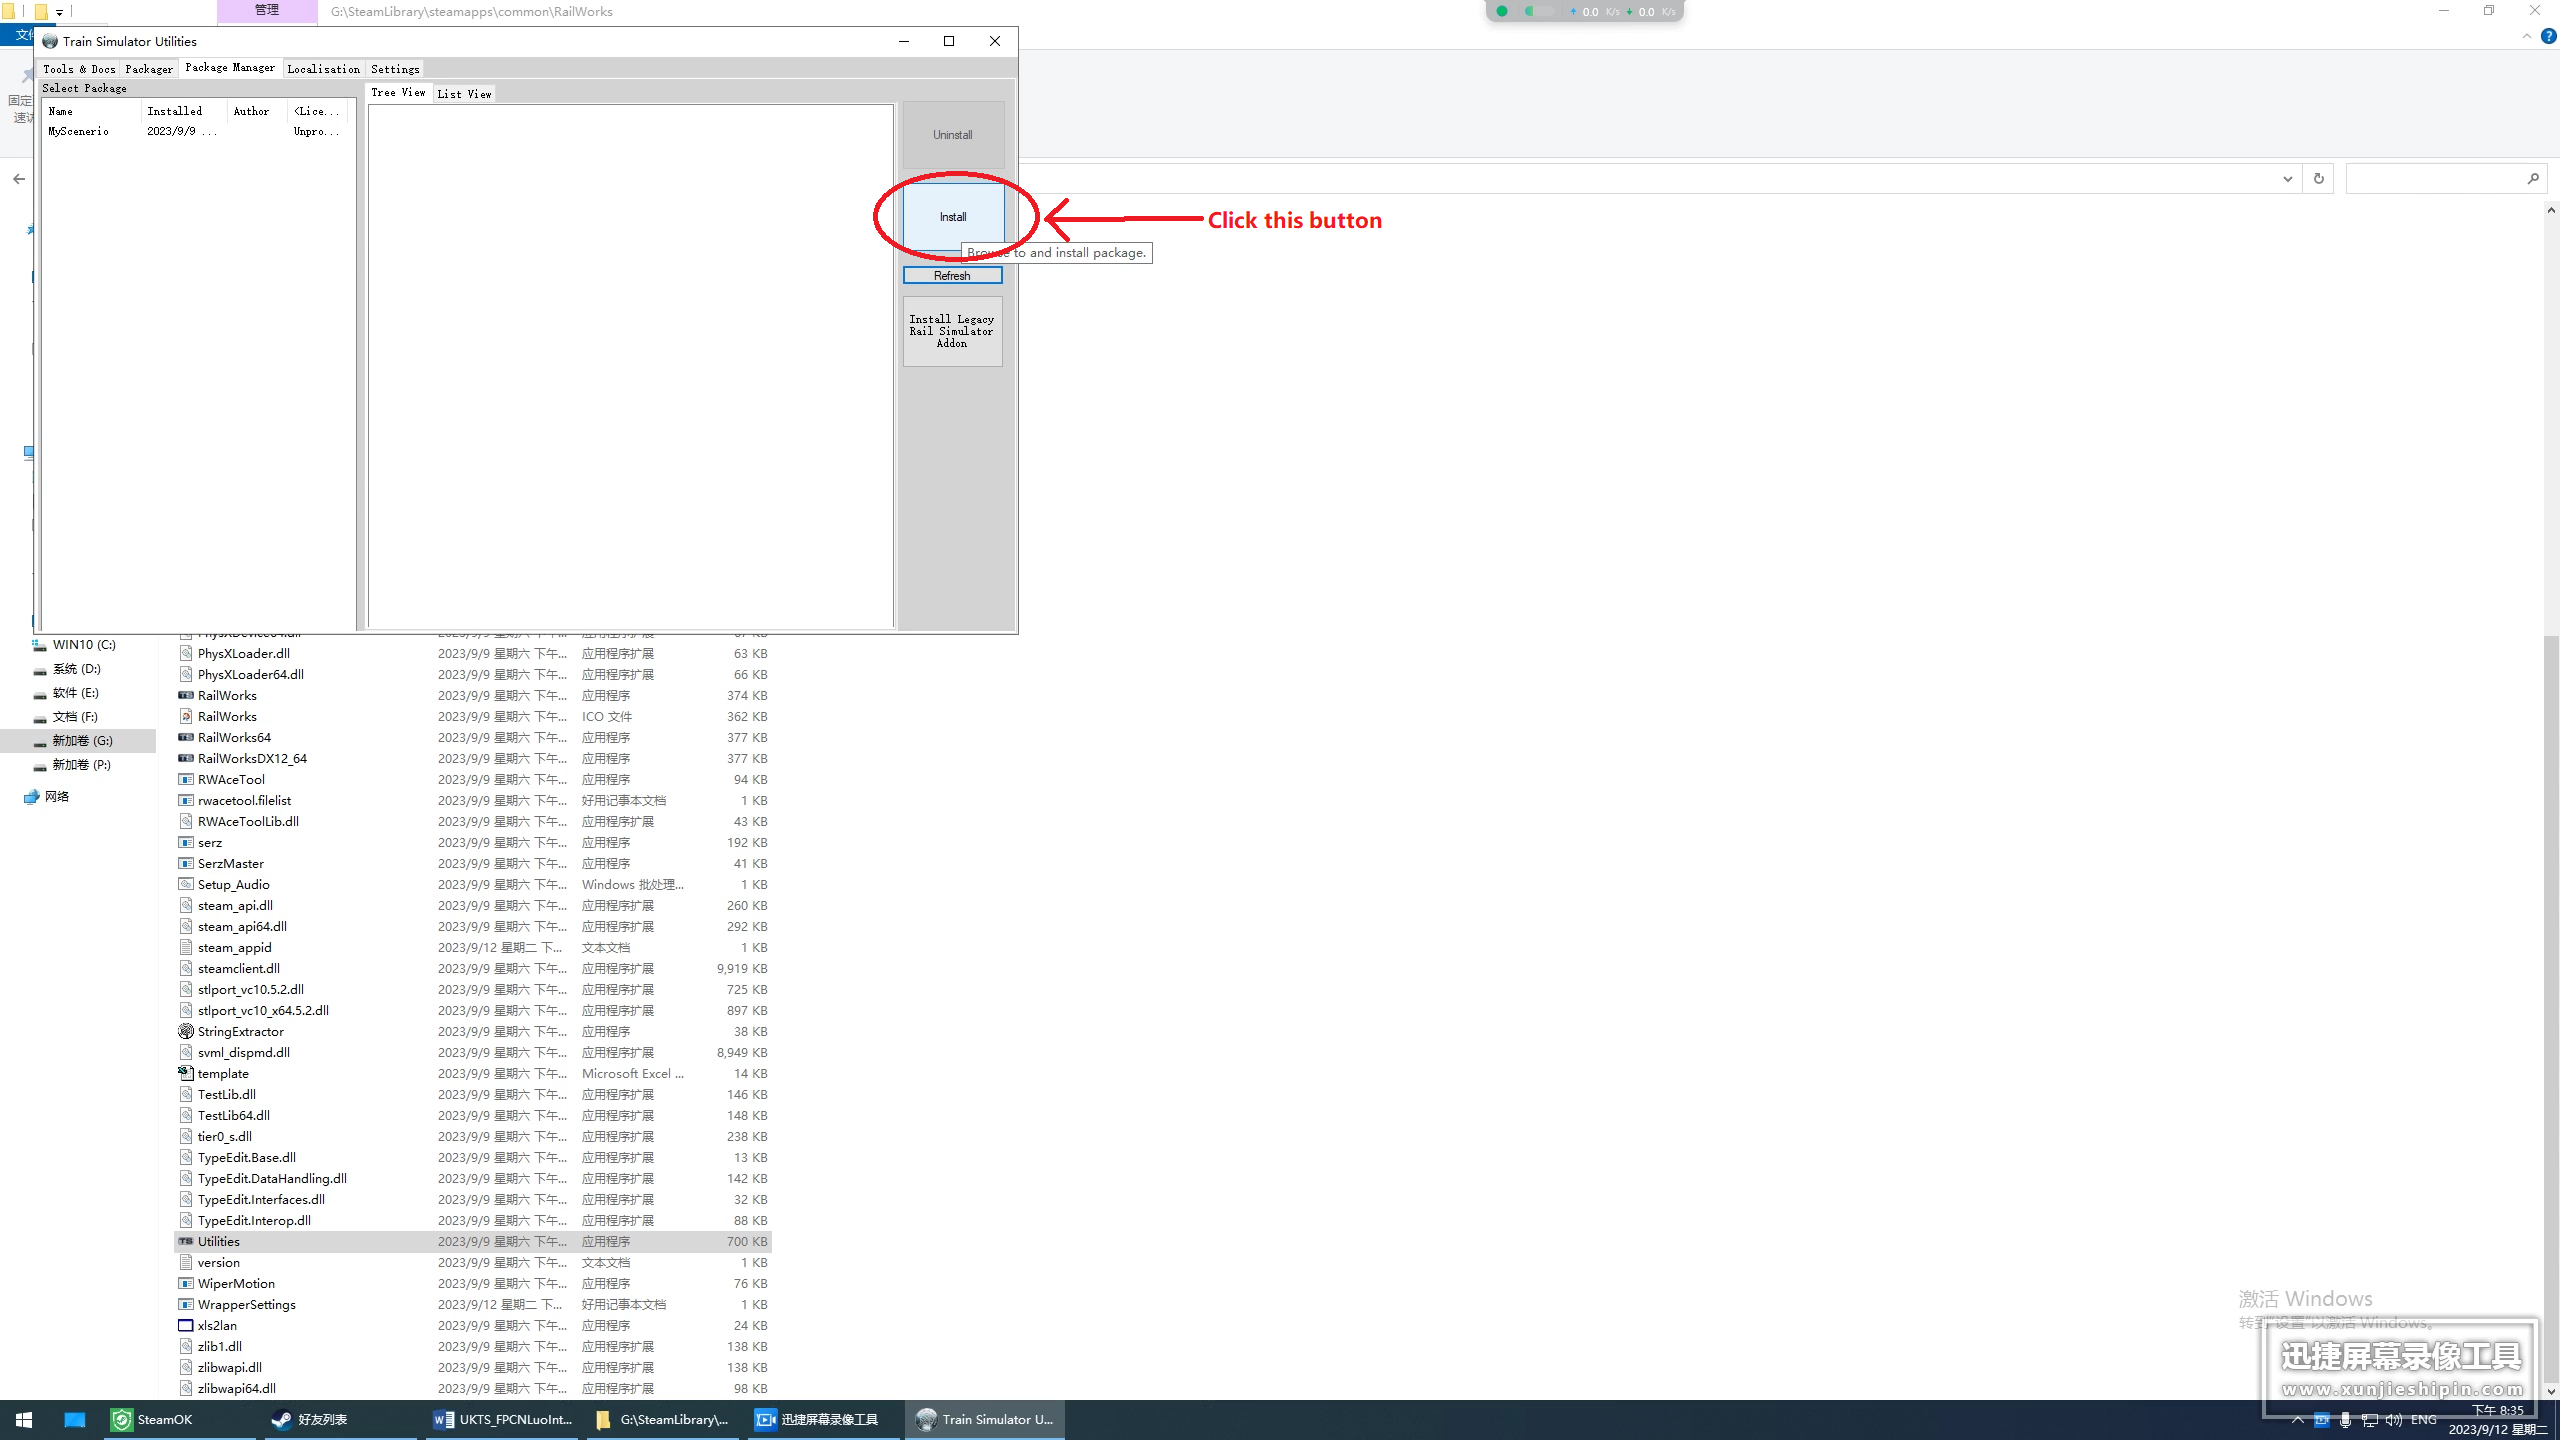 管理
G:\SteamLibrary\steamapps\common\RailWorks
0.0 K/s 0.0 K/s
Train Simulator Utilities
Tools & Docs Packager Package Manager Localisation Settings
Select Package
Tree View List View
Name Installed Author <Lice...
MyScenerio 2023/9/9 ... Unpro...
Uninstall
Install
Click this button
Browse to and install package.
Refresh
Install Legacy
Rail Simulator
Addon
WIN10 (C:)
系统 (D:)
软件 (E:)
文档 (F:)
新加卷 (G:)
新加卷 (P:)
网络
PhysXLoader.dll 2023/9/9 星期六 下午... 应用程序扩展 63 KB
PhysXLoader64.dll 2023/9/9 星期六 下午... 应用程序扩展 66 KB
RailWorks 2023/9/9 星期六 下午... 应用程序 374 KB
RailWorks 2023/9/9 星期六 下午... ICO 文件 362 KB
RailWorks64 2023/9/9 星期六 下午... 应用程序 377 KB
RailWorksDX12_64 2023/9/9 星期六 下午... 应用程序 377 KB
RWAceTool 2023/9/9 星期六 下午... 应用程序 94 KB
rwacetool.filelist 2023/9/9 星期六 下午... 好用记事本文档 1 KB
RWAceToolLib.dll 2023/9/9 星期六 下午... 应用程序扩展 43 KB
serz 2023/9/9 星期六 下午... 应用程序 192 KB
SerzMaster 2023/9/9 星期六 下午... 应用程序 41 KB
Setup_Audio 2023/9/9 星期六 下午... Windows 批处理... 1 KB
steam_api.dll 2023/9/9 星期六 下午... 应用程序扩展 260 KB
steam_api64.dll 2023/9/9 星期六 下午... 应用程序扩展 292 KB
steam_appid 2023/9/12 星期二 下... 文本文档 1 KB
steamclient.dll 2023/9/9 星期六 下午... 应用程序扩展 9,919 KB
stlport_vc10.5.2.dll 2023/9/9 星期六 下午... 应用程序扩展 725 KB
stlport_vc10_x64.5.2.dll 2023/9/9 星期六 下午... 应用程序扩展 897 KB
StringExtractor 2023/9/9 星期六 下午... 应用程序 38 KB
svml_dispmd.dll 2023/9/9 星期六 下午... 应用程序扩展 8,949 KB
template 2023/9/9 星期六 下午... Microsoft Excel ... 14 KB
TestLib.dll 2023/9/9 星期六 下午... 应用程序扩展 146 KB
TestLib64.dll 2023/9/9 星期六 下午... 应用程序扩展 148 KB
tier0_s.dll 2023/9/9 星期六 下午... 应用程序扩展 238 KB
TypeEdit.Base.dll 2023/9/9 星期六 下午... 应用程序扩展 13 KB
TypeEdit.DataHandling.dll 2023/9/9 星期六 下午... 应用程序扩展 142 KB
TypeEdit.Interfaces.dll 2023/9/9 星期六 下午... 应用程序扩展 32 KB
TypeEdit.Interop.dll 2023/9/9 星期六 下午... 应用程序扩展 88 KB
Utilities 2023/9/9 星期六 下午... 应用程序 700 KB
version 2023/9/9 星期六 下午... 文本文档 1 KB
WiperMotion 2023/9/9 星期六 下午... 应用程序 76 KB
WrapperSettings 2023/9/12 星期二 下... 好用记事本文档 1 KB
xls2lan 2023/9/9 星期六 下午... 应用程序 24 KB
zlib1.dll 2023/9/9 星期六 下午... 应用程序扩展 138 KB
zlibwapi.dll 2023/9/9 星期六 下午... 应用程序扩展 138 KB
zlibwapi64.dll 2023/9/9 星期六 下午... 应用程序扩展 98 KB
激活 Windows
转到"设置"以激活 Windows。
迅捷屏幕录像工具
www.xunjieshipin.com
SteamOK 好友列表 UKTS_FPCNLuoInt... G:\SteamLibrary\... 迅捷屏幕录像工具 Train Simulator U... ENG
下午 8:35
2023/9/12 星期二